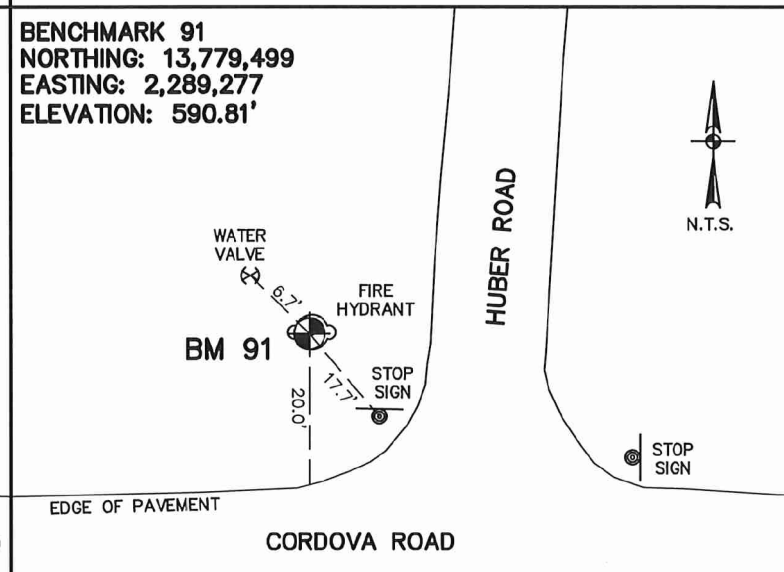 BENCHMARK 91
NORTHING: 13,779,499
EASTING: 2,289,277
ELEVATION: 590.81'
N.T.S.
HUBER ROAD
WATER
VALVE
6.7'
FIRE
HYDRANT
BM 91
17.7'
20.0'
STOP
SIGN
STOP
SIGN
EDGE OF PAVEMENT
CORDOVA ROAD